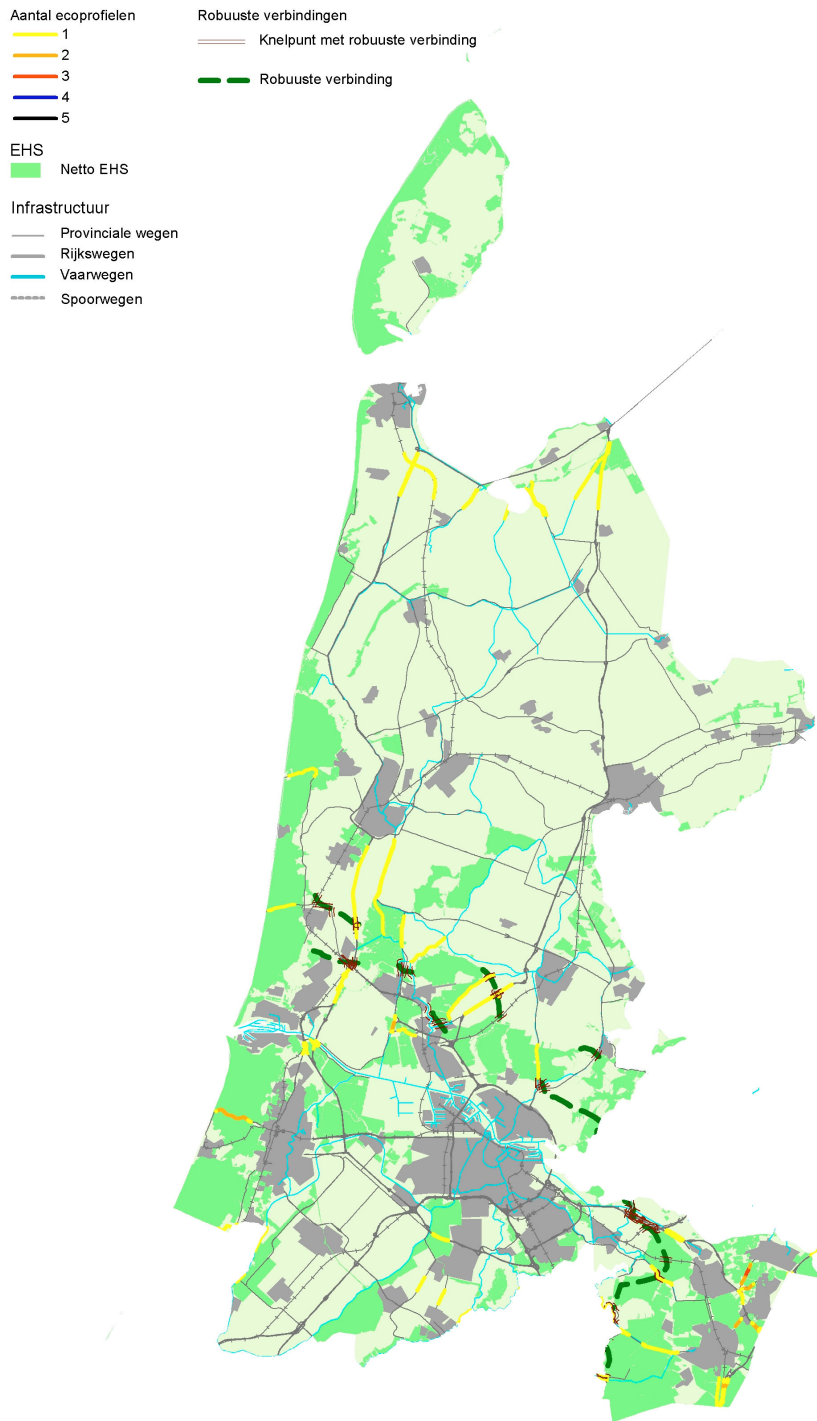 Aantal ecoprofielen
1
2
3
4
5
EHS
Netto EHS
Infrastructuur
Provinciale wegen
Rijkswegen
Vaarwegen
Spoorwegen
Robuuste verbindingen
Knelpunt met robuuste verbinding
Robuuste verbinding